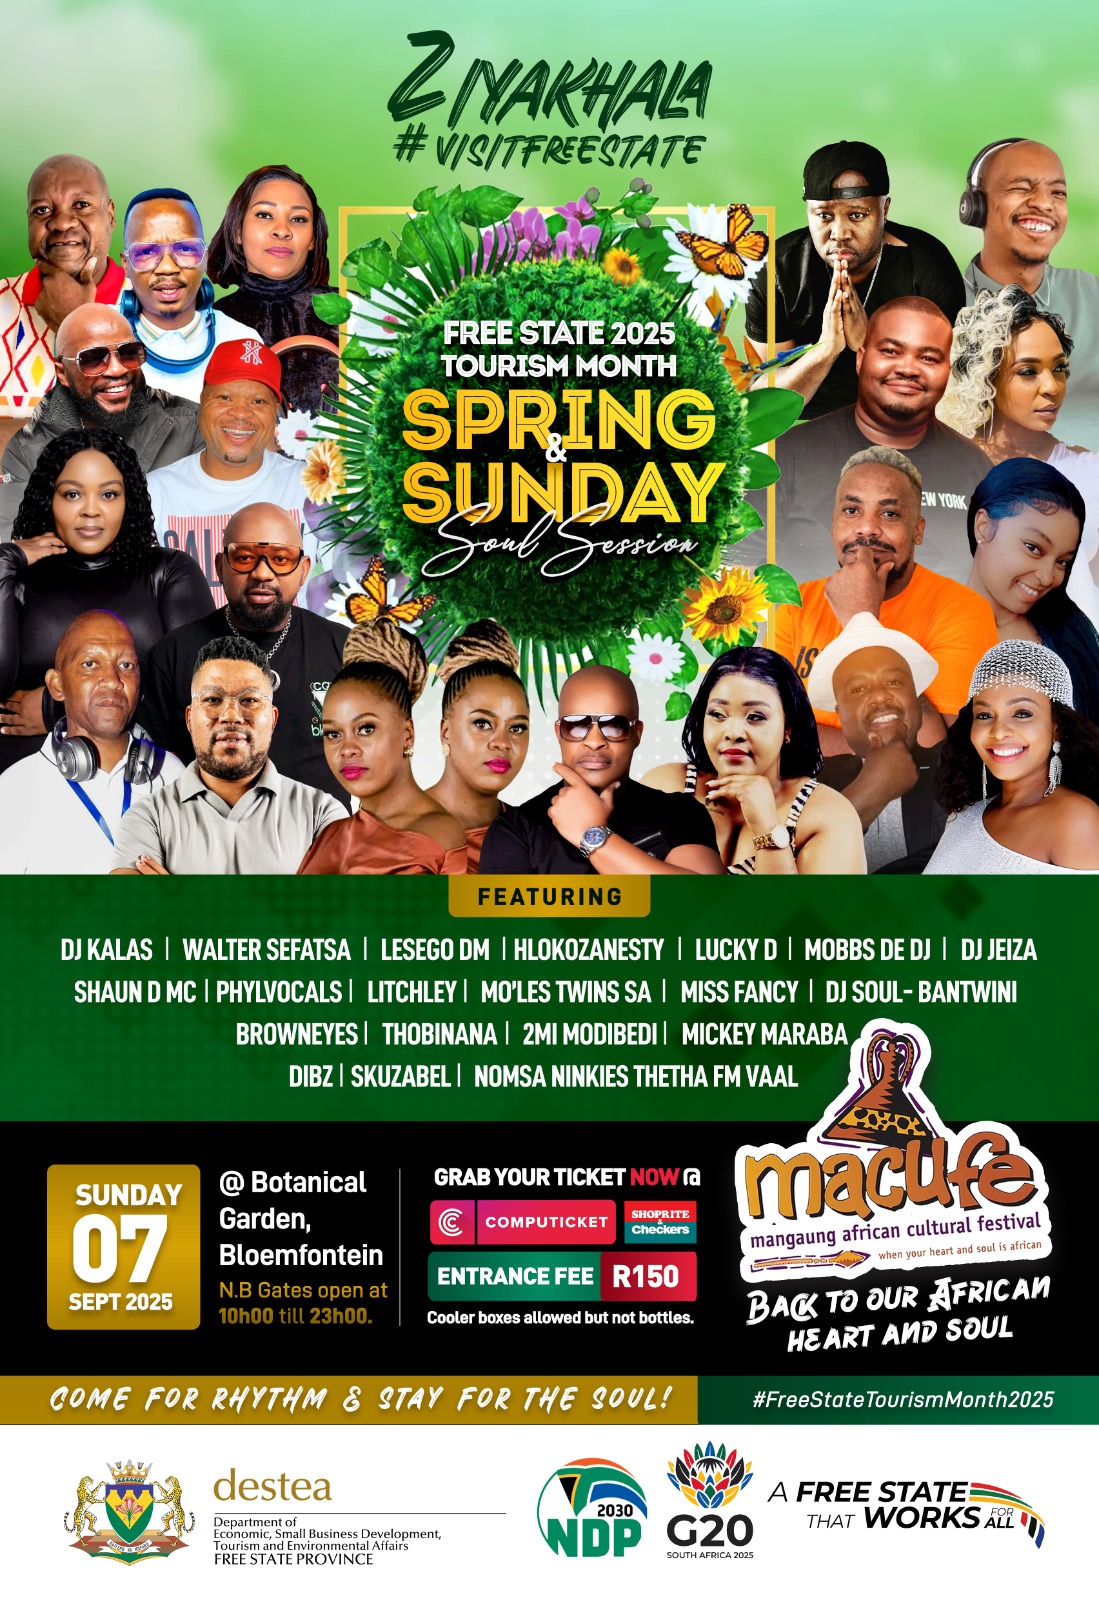 ZIYAKHALA
#VISITFREESTATE
FREE STATE 2025
TOURISM MONTH
SPRING
&
SUNDAY
Soul Session
NEW YORK
FEATURING
DJ KALAS | WALTER SEFATSA | LESEGO DM | HLOKOZANESTY | LUCKY D | MOBBS DE DJ | DJ JEIZA
SHAUN D MC | PHYLVOCALS | LITCHLEY | MO'LES TWINS SA | MISS FANCY | DJ SOUL- BANTWINI
BROWNEYES | THOBINANA | 2MI MODIBEDI | MICKEY MARABA
DIBZ | SKUZABEL | NOMSA NINKIES THETHA FM VAAL
SUNDAY
07
SEPT 2025
@ Botanical
Garden,
Bloemfontein
N.B Gates open at
10h00 till 23h00.
GRAB YOUR TICKET NOW @
COMPUTICKET
SHOPRITE
&
Checkers
ENTRANCE FEE R150
Cooler boxes allowed but not bottles.
macufe
mangaung african cultural festival
when your heart and soul is african
BACK TO OUR AFRICAN
HEART AND SOUL
COME FOR RHYTHM & STAY FOR THE SOUL!
#FreeStateTourismMonth2025
destea
Department of
Economic, Small Business Development,
Tourism and Environmental Affairs
FREE STATE PROVINCE
2030
NDP
G20
SOUTH AFRICA 2025
A FREE STATE
THAT WORKS FOR ALL